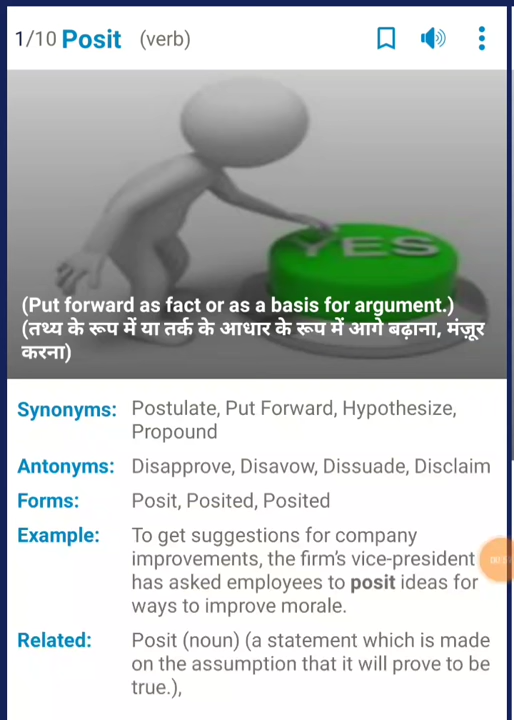 1/10 Posit (verb)
YES
(Put forward as fact or as a basis for argument.)
(तथ्य के रूप में या तर्क के आधार के रूप में आगे बढ़ाना, मंज़ूर
करना)
Synonyms: Postulate, Put Forward, Hypothesize,
Propound
Antonyms: Disapprove, Disavow, Dissuade, Disclaim
Forms: Posit, Posited, Posited
Example: To get suggestions for company
improvements, the firm's vice-president
has asked employees to posit ideas for
ways to improve morale.
Related: Posit (noun) (a statement which is made
on the assumption that it will prove to be
true.),